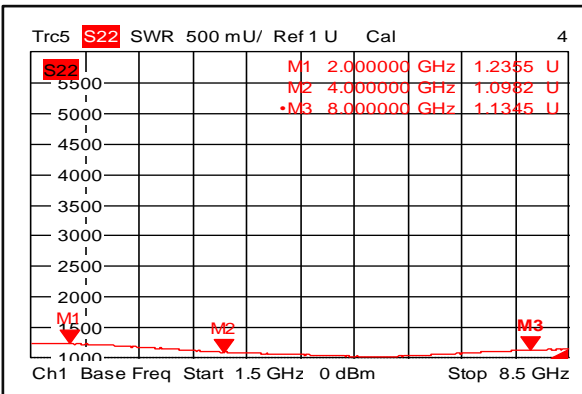 Trc5 S22 SWR 500 mU/ Ref 1 U Cal 4
S22
M1 2.000000 GHz 1.2355 U
M2 4.000000 GHz 1.0982 U
•M3 8.000000 GHz 1.1345 U
5500
5000
4500
4000
3500
3000
2500
2000
1500
1000
M1
M2
M3
Ch1 Base Freq Start 1.5 GHz 0 dBm Stop 8.5 GHz